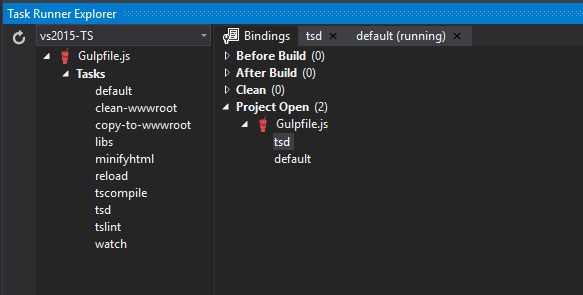 Task Runner Explorer
vs2015-TS
Gulpfile.js
Tasks
default
clean-wwwroot
copy-to-wwwroot
libs
minifyhtml
reload
tscompile
tsd
tslint
watch
Bindings tsd × default (running) ×
Before Build (0)
After Build (0)
Clean (0)
Project Open (2)
Gulpfile.js
tsd
default